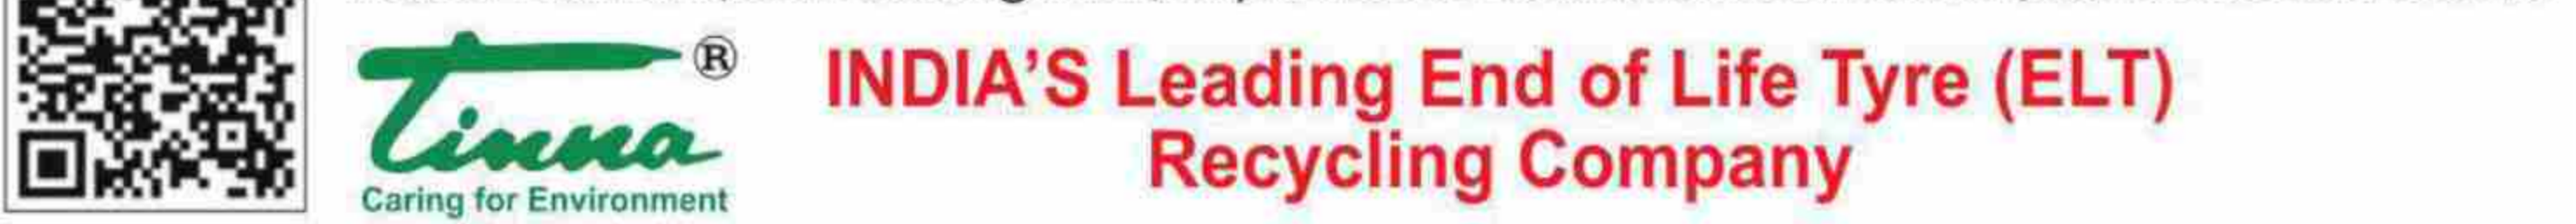 Tinna®
Caring for Environment
INDIA'S Leading End of Life Tyre (ELT)
Recycling Company